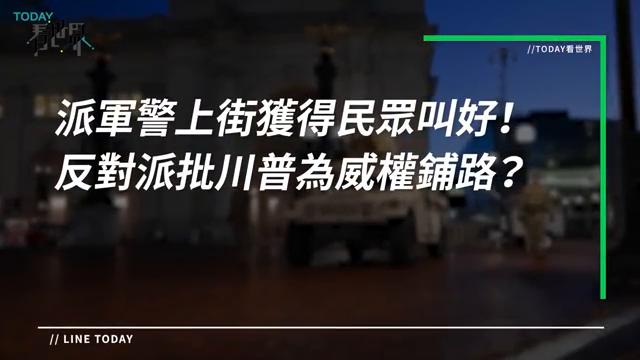 TODAY
看世界
//TODAY看世界
派軍警上街獲得民眾叫好！
反對派批川普為威權鋪路？
// LINE TODAY